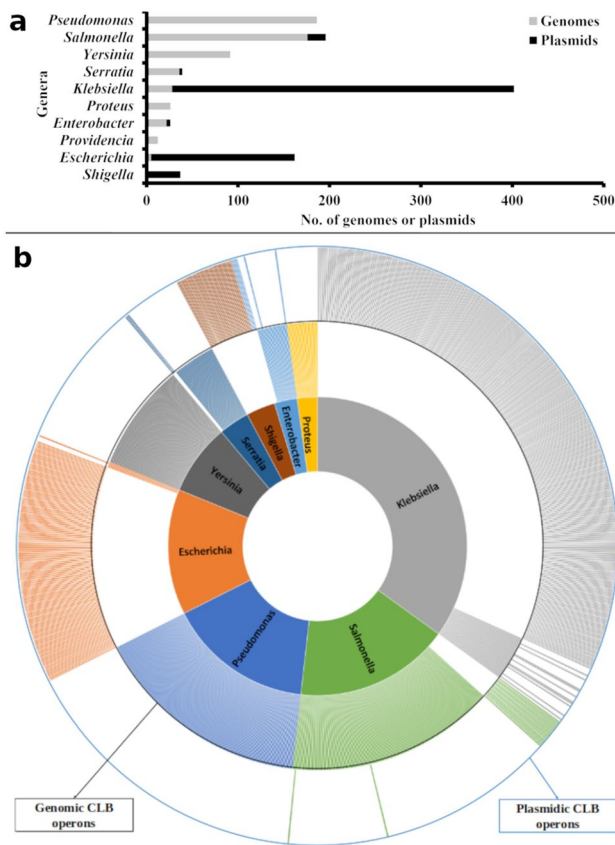 a
Genera
Pseudomonas
Salmonella
Yersinia
Serratia
Klebsiella
Proteus
Enterobacter
Providencia
Escherichia
Shigella
Genomes
Plasmids
0 100 200 300 400 500
No. of genomes or plasmids
b
Klebsiella
Salmonella
Pseudomonas
Escherichia
Yersinia
Serratia
Shigella
Enterobacter
Proteus
Genomic CLB
operons
Plasmidic CLB
operons